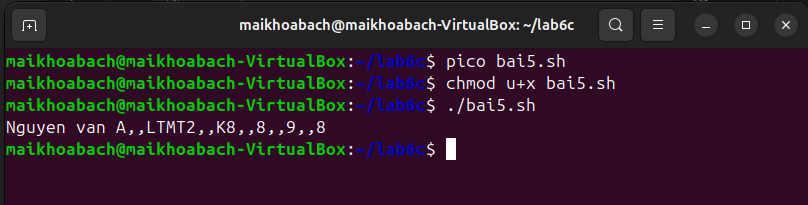 maikhoabach@maikhoabach-VirtualBox: ~/lab6c
maikhoabach@maikhoabach-VirtualBox:~/lab6c$ pico bai5.sh
maikhoabach@maikhoabach-VirtualBox:~/lab6c$ chmod u+x bai5.sh
maikhoabach@maikhoabach-VirtualBox:~/lab6c$ ./bai5.sh
Nguyen van A,,LTMT2,,K8,,8,,9,,8
maikhoabach@maikhoabach-VirtualBox:~/lab6c$